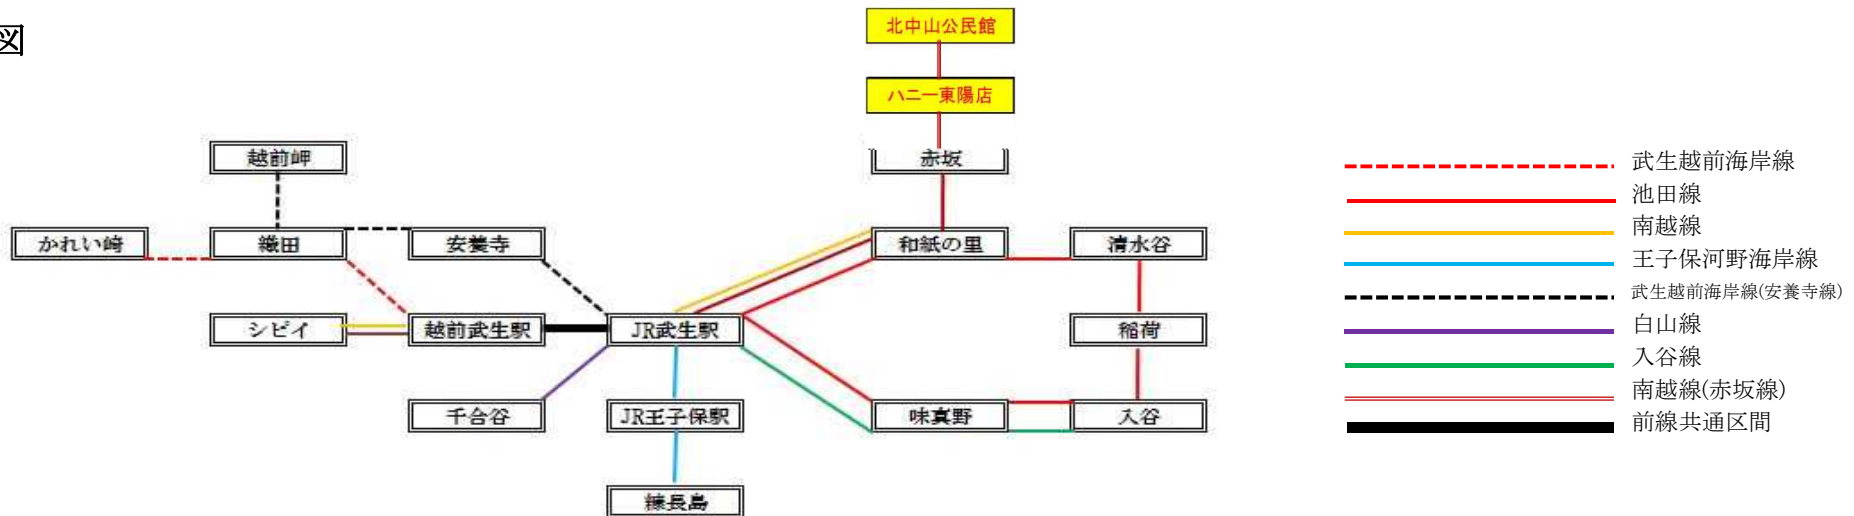 図
北中山公民館
ハニー東陽店
越前岬
赤坂
かれい崎
織田
安養寺
和紙の里
清水谷
シピイ
越前武生駅
JR武生駅
稲荷
千合谷
JR王子保駅
味真野
入谷
糠長島
武生越前海岸線
池田線
南越線
王子保河野海岸線
武生越前海岸線(安養寺線)
白山線
入谷線
南越線(赤坂線)
前線共通区間